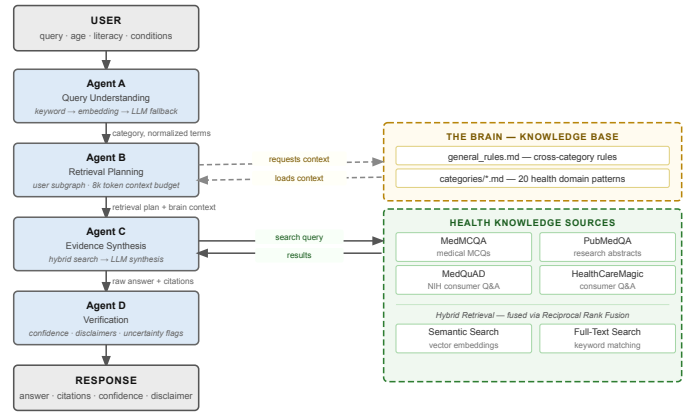 USER
query · age · literacy · conditions
Agent A
Query Understanding
keyword → embedding → LLM fallback
category, normalized terms
Agent B
Retrieval Planning
user subgraph · 8k token context budget
retrieval plan + brain context
Agent C
Evidence Synthesis
hybrid search → LLM synthesis
raw answer + citations
Agent D
Verification
confidence · disclaimers · uncertainty flags
RESPONSE
answer · citations · confidence · disclaimer
requests context
loads context
search query
results
THE BRAIN — KNOWLEDGE BASE
general_rules.md — cross-category rules
categories/*.md — 20 health domain patterns
HEALTH KNOWLEDGE SOURCES
MedMCQA
medical MCQs
PubMedQA
research abstracts
MedQuAD
NIH consumer Q&A
HealthCareMagic
consumer Q&A
Hybrid Retrieval — fused via Reciprocal Rank Fusion
Semantic Search
vector embeddings
Full-Text Search
keyword matching